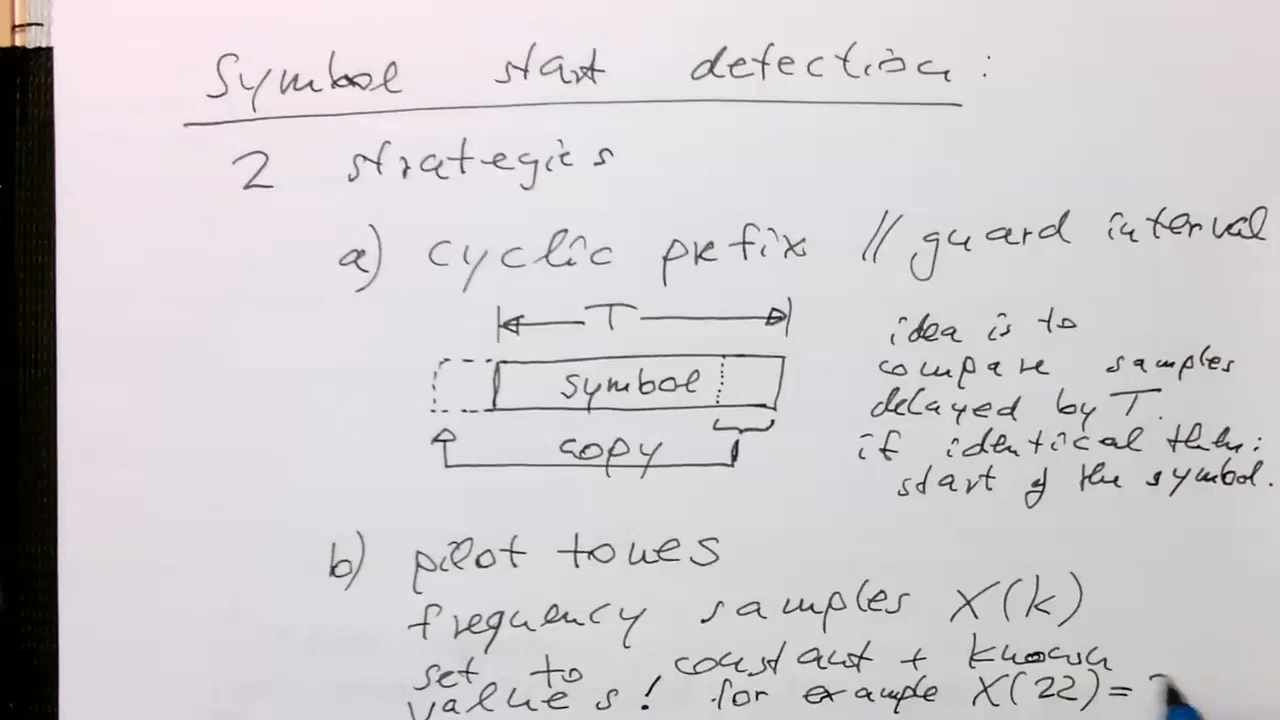 Symbol start detection:
2 strategies
a) cyclic prefix // guard interval
T
symbol
copy
idea is to
compare samples
delayed by T.
if identical then:
start of the symbol.
b) pilot tones
frequency samples X(k)
set to constant + known
values! for example X(22) =